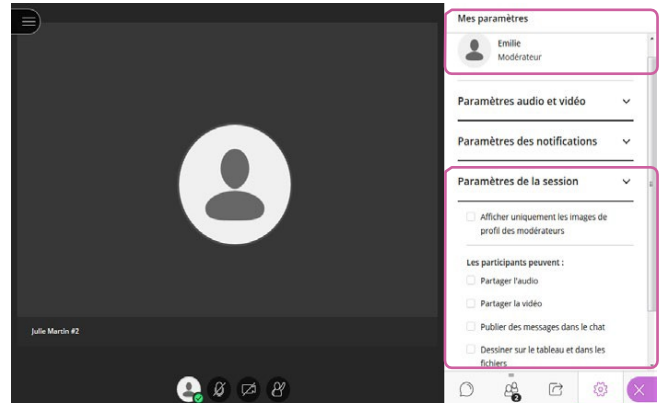 Mes paramètres
Emilie
Modérateur
Paramètres audio et vidéo
Paramètres des notifications
Paramètres de la session
Afficher uniquement les images de
profil des modérateurs
Les participants peuvent :
Partager l'audio
Partager la vidéo
Publier des messages dans le chat
Dessiner sur le tableau et dans les
fichiers
Julie Martin #2
2